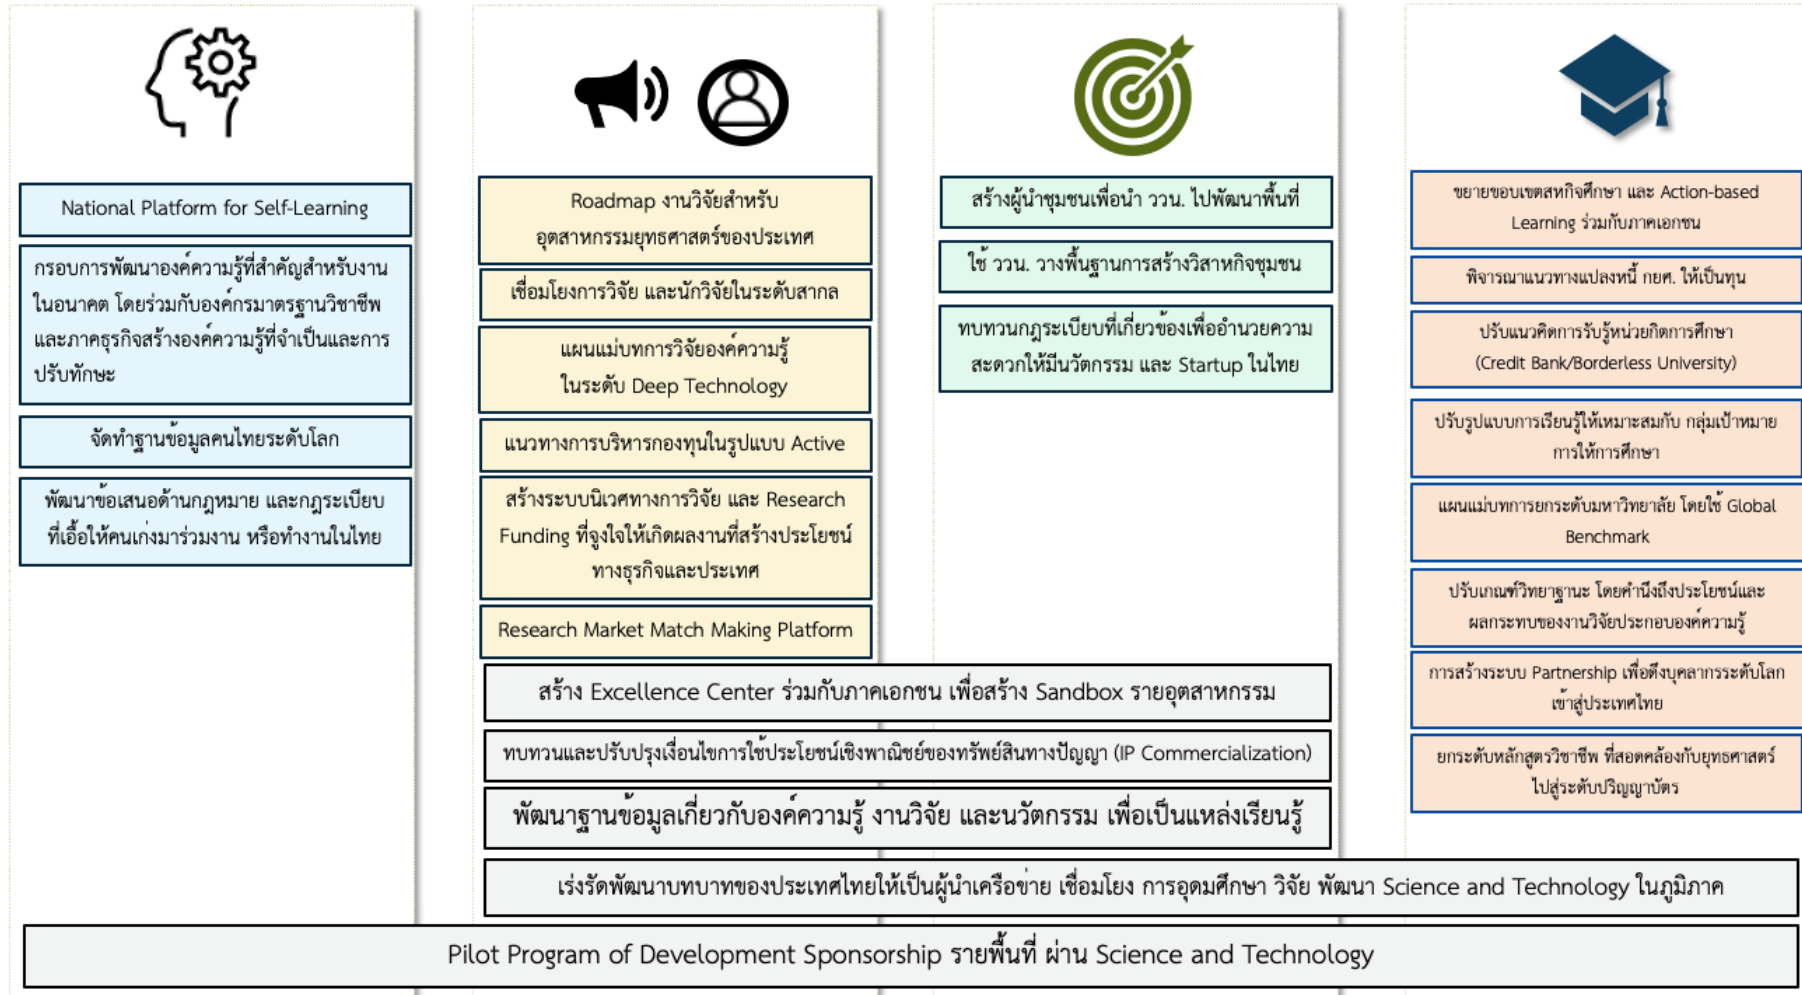 National Platform for Self-Learning
กรอบการพัฒนาองค์ความรู้ที่สำคัญสำหรับงาน
ในอนาคต โดยร่วมกับองค์กรมาตรฐานวิชาชีพ
และภาคธุรกิจสร้างองค์ความรู้ที่จำเป็นและการ
ปรับทักษะ
จัดทำฐานข้อมูลคนไทยระดับโลก
พัฒนาข้อเสนอด้านกฎหมาย และกฎระเบียบ
ที่เอื้อให้คนเก่งมาร่วมงาน หรือทำงานในไทย
Roadmap งานวิจัยสำหรับ
อุตสาหกรรมยุทธศาสตร์ของประเทศ
เชื่อมโยงการวิจัย และนักวิจัยในระดับสากล
แผนแม่บทการวิจัยองค์ความรู้
ในระดับ Deep Technology
แนวทางการบริหารกองทุนในรูปแบบ Active
สร้างระบบนิเวศทางการวิจัย และ Research
Funding ที่จูงใจให้เกิดผลงานที่สร้างประโยชน์
ทางธุรกิจและประเทศ
Research Market Match Making Platform
สร้างผู้นำชุมชนเพื่อนำ ววน. ไปพัฒนาพื้นที่
ใช้ ววน. วางพื้นฐานการสร้างวิสาหกิจชุมชน
ทบทวนกฎระเบียบที่เกี่ยวข้องเพื่ออำนวยความ
สะดวกให้มีนวัตกรรม และ Startup ในไทย
ขยายขอบเขตสหกิจศึกษา และ Action-based
Learning ร่วมกับภาคเอกชน
พิจารณาแนวทางแปลงหนี้ กยศ. ให้เป็นทุน
ปรับแนวคิดการรับรู้หน่วยกิตการศึกษา
(Credit Bank/Borderless University)
ปรับรูปแบบการเรียนรู้ให้เหมาะสมกับ กลุ่มเป้าหมาย
การให้การศึกษา
แผนแม่บทการยกระดับมหาวิทยาลัย โดยใช้ Global
Benchmark
ปรับเกณฑ์วิทยาฐานะ โดยคำนึงถึงประโยชน์และ
ผลกระทบของงานวิจัยประกอบองค์ความรู้
การสร้างระบบ Partnership เพื่อดึงบุคลากรระดับโลก
เข้าสู่ประเทศไทย
ยกระดับหลักสูตรวิชาชีพ ที่สอดคล้องกับยุทธศาสตร์
ไปสู่ระดับปริญญาบัตร
สร้าง Excellence Center ร่วมกับภาคเอกชน เพื่อสร้าง Sandbox รายอุตสาหกรรม
ทบทวนและปรับปรุงเงื่อนไขการใช้ประโยชน์เชิงพาณิชย์ของทรัพย์สินทางปัญญา (IP Commercialization)
พัฒนาฐานข้อมูลเกี่ยวกับองค์ความรู้ งานวิจัย และนวัตกรรม เพื่อเป็นแหล่งเรียนรู้
เร่งรัดพัฒนาบทบาทของประเทศไทยให้เป็นผู้นำเครือข่าย เชื่อมโยง การอุดมศึกษา วิจัย พัฒนา Science and Technology ในภูมิภาค
Pilot Program of Development Sponsorship รายพื้นที่ ผ่าน Science and Technology